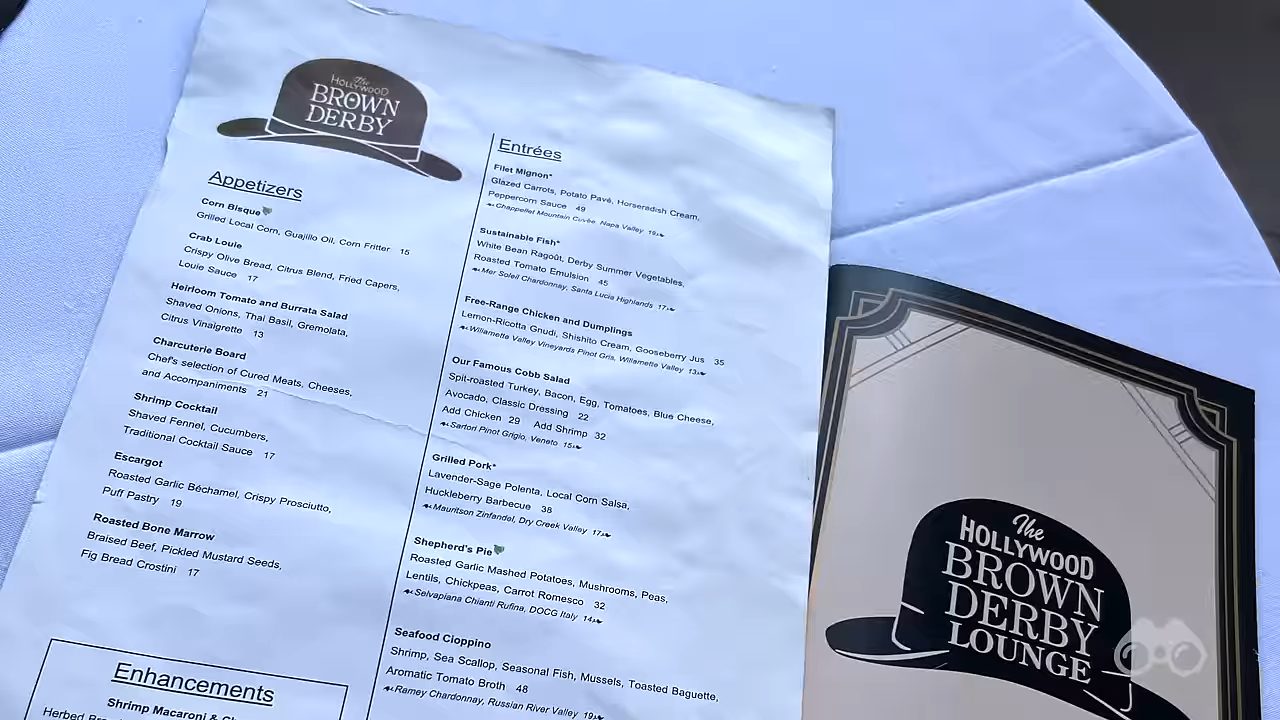 The
HOLLYWOOD
BROWN
DERBY
Appetizers
Corn Bisque
Grilled Local Corn, Guajillo Oil, Corn Fritter 15
Crab Louie
Crispy Olive Bread, Citrus Blend, Fried Capers,
Louie Sauce 17
Heirloom Tomato and Burrata Salad
Shaved Onions, Thai Basil, Gremolata,
Citrus Vinaigrette 13
Charcuterie Board
Chef's selection of Cured Meats, Cheeses,
and Accompaniments 21
Shrimp Cocktail
Shaved Fennel, Cucumbers,
Traditional Cocktail Sauce 17
Escargot
Roasted Garlic Béchamel, Crispy Prosciutto,
Puff Pastry 19
Roasted Bone Marrow
Braised Beef, Pickled Mustard Seeds,
Fig Bread Crostini 17
Enhancements
Shrimp Macaroni &
Herbed
Entrées
Filet Mignon*
Glazed Carrots, Potato Pavé, Horseradish Cream,
Peppercorn Sauce 49
Chappellet Mountain Cuvée, Napa Valley 19
Sustainable Fish*
White Bean Ragoût, Derby Summer Vegetables,
Roasted Tomato Emulsion 45
Mer Soleil Chardonnay, Santa Lucia Highlands 17
Free-Range Chicken and Dumplings
Lemon-Ricotta Gnudi, Shishito Cream, Gooseberry Jus 35
Willamette Valley Vineyards Pinot Gris, Willamette Valley 13
Our Famous Cobb Salad
Spit-roasted Turkey, Bacon, Egg, Tomatoes, Blue Cheese,
Avocado, Classic Dressing 22
Add Chicken 29 Add Shrimp 32
Sartori Pinot Grigio, Veneto 15
Grilled Pork*
Lavender-Sage Polenta, Local Corn Salsa,
Huckleberry Barbecue 38
Mauritson Zinfandel, Dry Creek Valley 17
Shepherd's Pie
Roasted Garlic Mashed Potatoes, Mushrooms, Peas,
Lentils, Chickpeas, Carrot Romesco 32
Selvapiana Chianti Rufina, DOCG Italy 14
Seafood Cioppino
Shrimp, Sea Scallop, Seasonal Fish, Mussels, Toasted Baguette,
Aromatic Tomato Broth 48
Ramey Chardonnay, Russian River Valley 19
The
HOLLYWOOD
BROWN
DERBY
LOUNGE